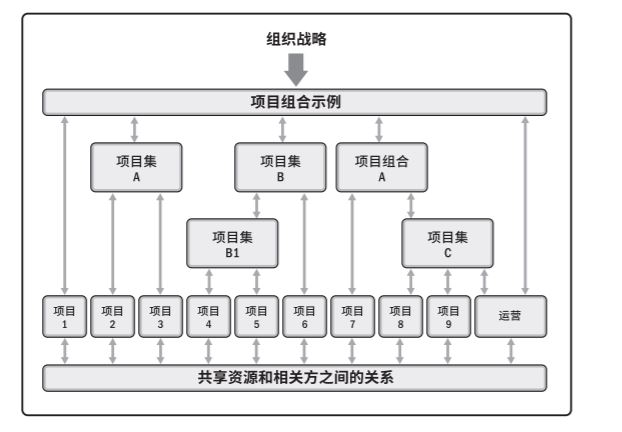 组织战略
项目组合示例
项目集
A
项目集
B
项目组合
A
项目集
B1
项目集
C
项目
1
项目
2
项目
3
项目
4
项目
5
项目
6
项目
7
项目
8
项目
9
运营
共享资源和相关方之间的关系